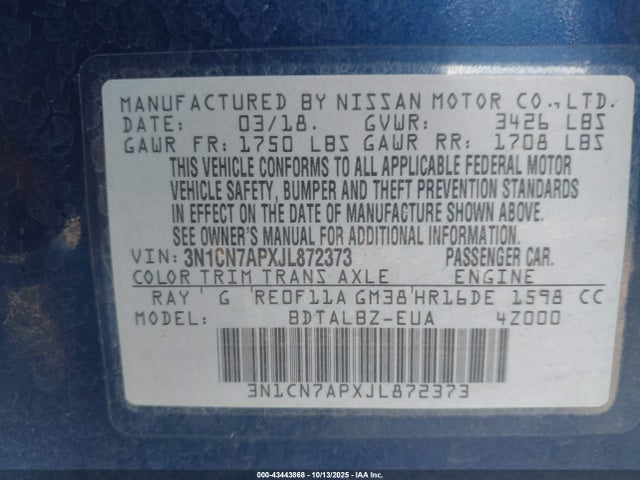 MANUFACTURED BY NISSAN MOTOR CO.,LTD.
DATE: 03/18. GVWR: 3426 LBS
GAWR FR: 1750 LBS GAWR RR: 1708 LBS
THIS VEHICLE CONFORMS TO ALL APPLICABLE FEDERAL MOTOR
VEHICLE SAFETY, BUMPER AND THEFT PREVENTION STANDARDS
IN EFFECT ON THE DATE OF MANUFACTURE SHOWN ABOVE.
SEE OWNER'S MANUAL FOR ADDITIONAL INFORMATION.
VIN: 3N1CN7APXJL872373 PASSENGER CAR.
COLOR TRIM TRANS AXLE ENGINE
RAY G RE0F11A GM38 HR16DE 1598 CC
MODEL: BDTALBZ-EUA 4Z000
3N1CN7APXJL872373
000-43443868 - 10/13/2025 - IAA Inc.